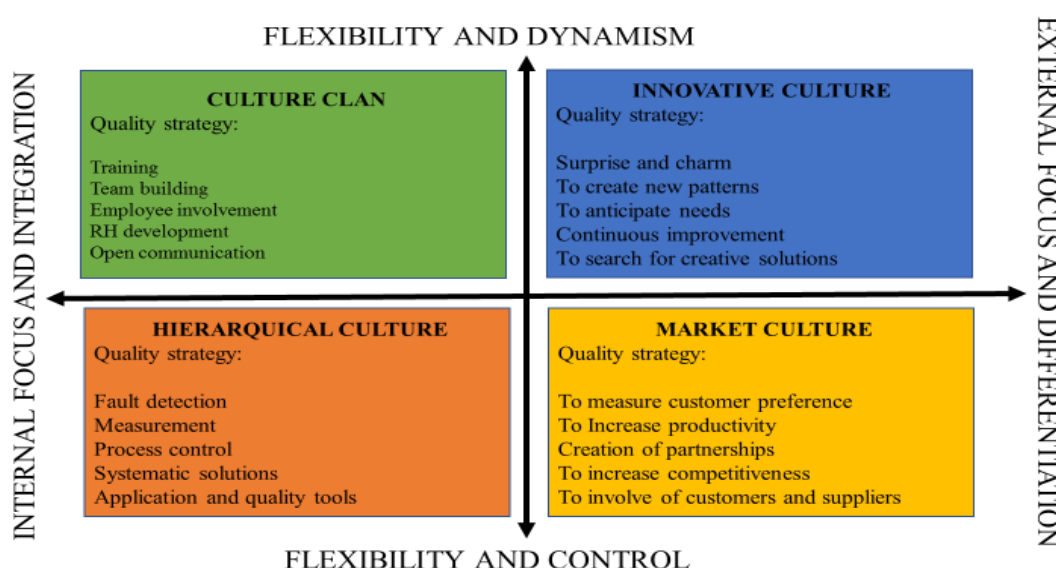 FLEXIBILITY AND DYNAMISM
INTERNAL FOCUS AND INTEGRATION
CULTURE CLAN
Quality strategy:
Training
Team building
Employee involvement
RH development
Open communication
INNOVATIVE CULTURE
Quality strategy:
Surprise and charm
To create new patterns
To anticipate needs
Continuous improvement
To search for creative solutions
EXTERNAL FOCUS AND DIFFERENTIATION
HIERARQUICAL CULTURE
Quality strategy:
Fault detection
Measurement
Process control
Systematic solutions
Application and quality tools
MARKET CULTURE
Quality strategy:
To measure customer preference
To Increase productivity
Creation of partnerships
To increase competitiveness
To involve of customers and suppliers
FLEXIBILITY AND CONTROL